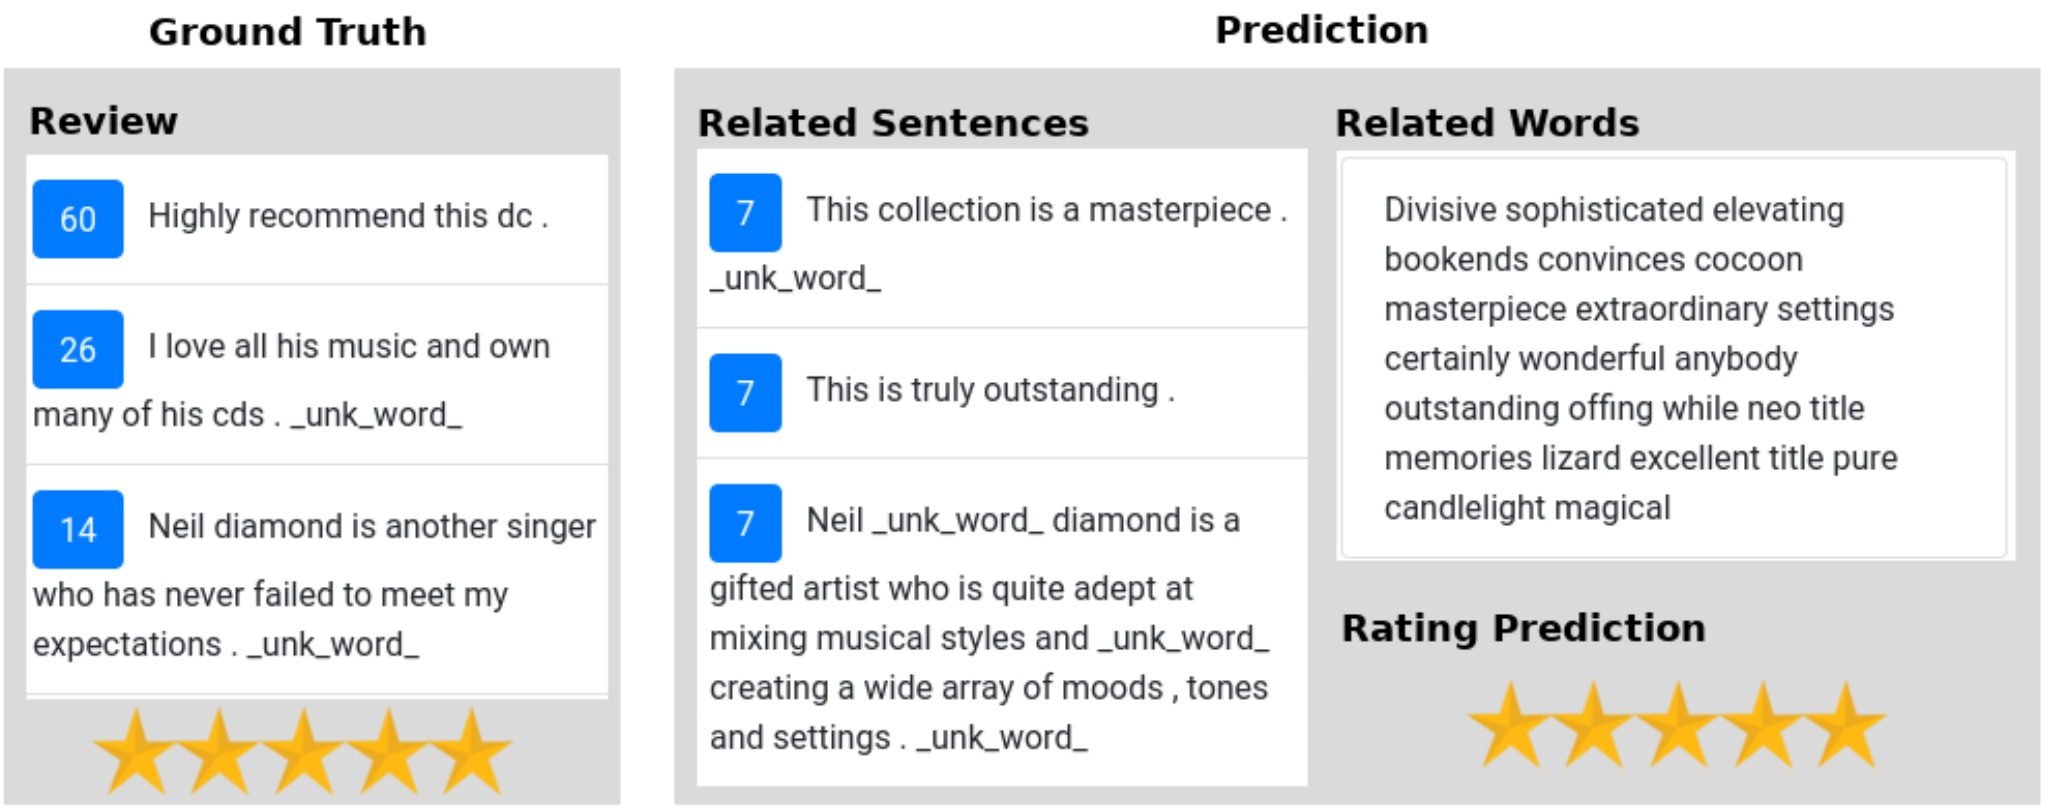 Ground Truth
Review
60 Highly recommend this dc .
26 I love all his music and own
many of his cds . _unk_word_
14 Neil diamond is another singer
who has never failed to meet my
expectations . _unk_word_
Prediction
Related Sentences
7 This collection is a masterpiece .
_unk_word_
7 This is truly outstanding .
7 Neil _unk_word_ diamond is a
gifted artist who is quite adept at
mixing musical styles and _unk_word_
creating a wide array of moods , tones
and settings . _unk_word_
Related Words
Divisive sophisticated elevating
bookends convinces cocoon
masterpiece extraordinary settings
certainly wonderful anybody
outstanding offing while neo title
memories lizard excellent title pure
candlelight magical
Rating Prediction